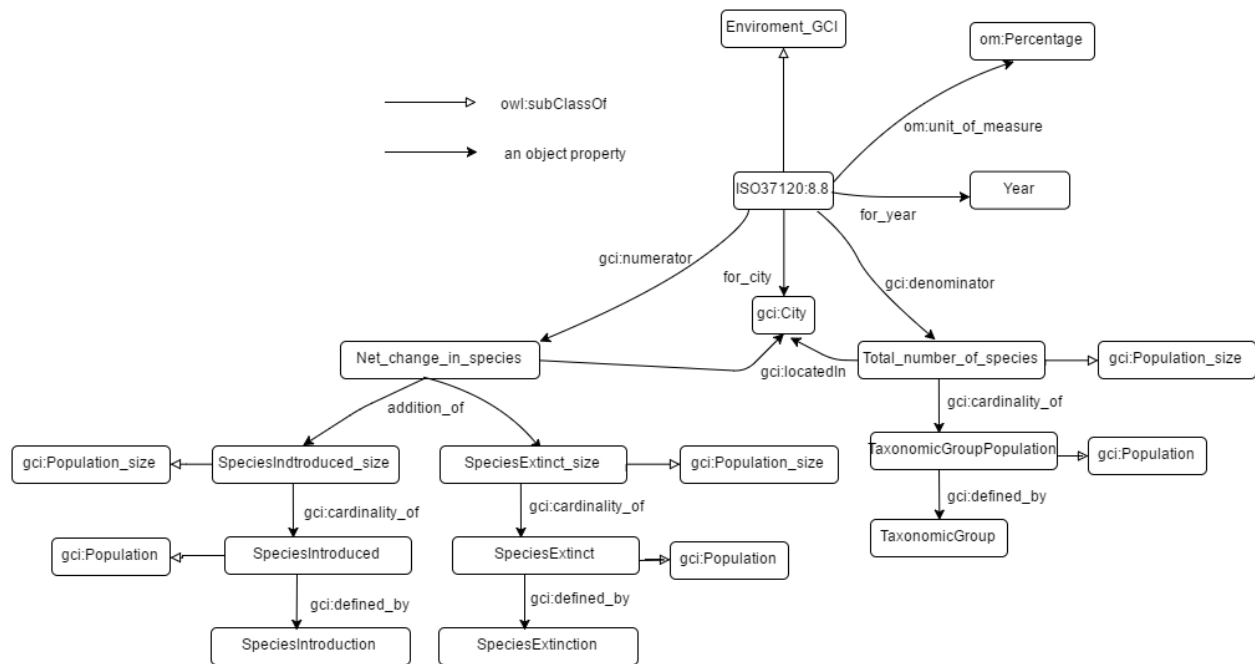 Enviroment_GCI
om:Percentage
owl:subClassOf
om:unit_of_measure
an object property
ISO37120:8.8
Year
for_year
gci:numerator
for_city
gci:denominator
gci:City
Net_change_in_species
gci:locatedIn
Total_number_of_species
gci:Population_size
addition_of
gci:cardinality_of
gci:Population_size
SpeciesIndtroduced_size
SpeciesExtinct_size
gci:Population_size
TaxonomicGroupPopulation
gci:Population
gci:cardinality_of
gci:cardinality_of
gci:defined_by
TaxonomicGroup
gci:Population
SpeciesIntroduced
SpeciesExtinct
gci:Population
gci:defined_by
gci:defined_by
SpeciesIntroduction
SpeciesExtinction